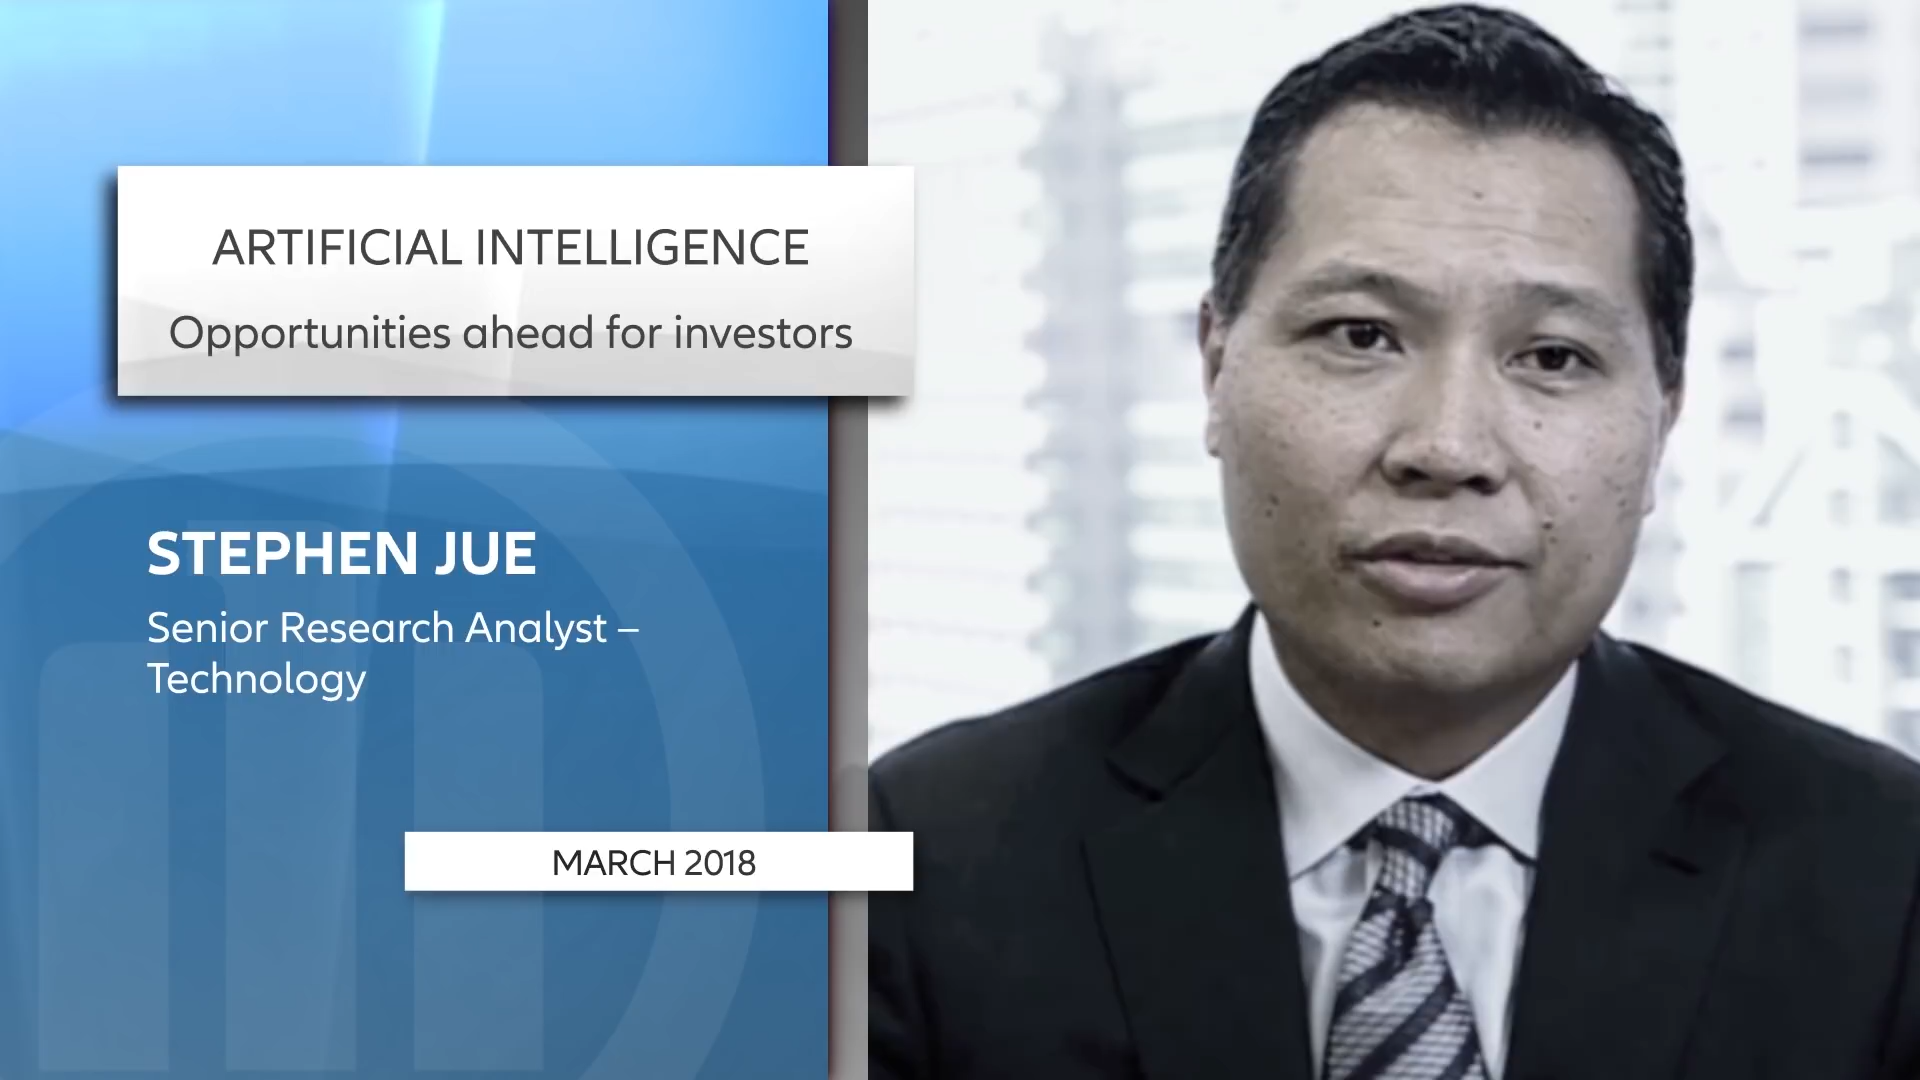 ARTIFICIAL INTELLIGENCE
Opportunities ahead for investors
STEPHEN JUE
Senior Research Analyst –
Technology
MARCH 2018